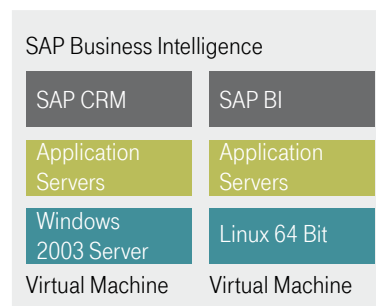 SAP Business Intelligence
SAP CRM
SAP BI
Application
Servers
Application
Servers
Windows
2003 Server
Linux 64 Bit
Virtual Machine
Virtual Machine